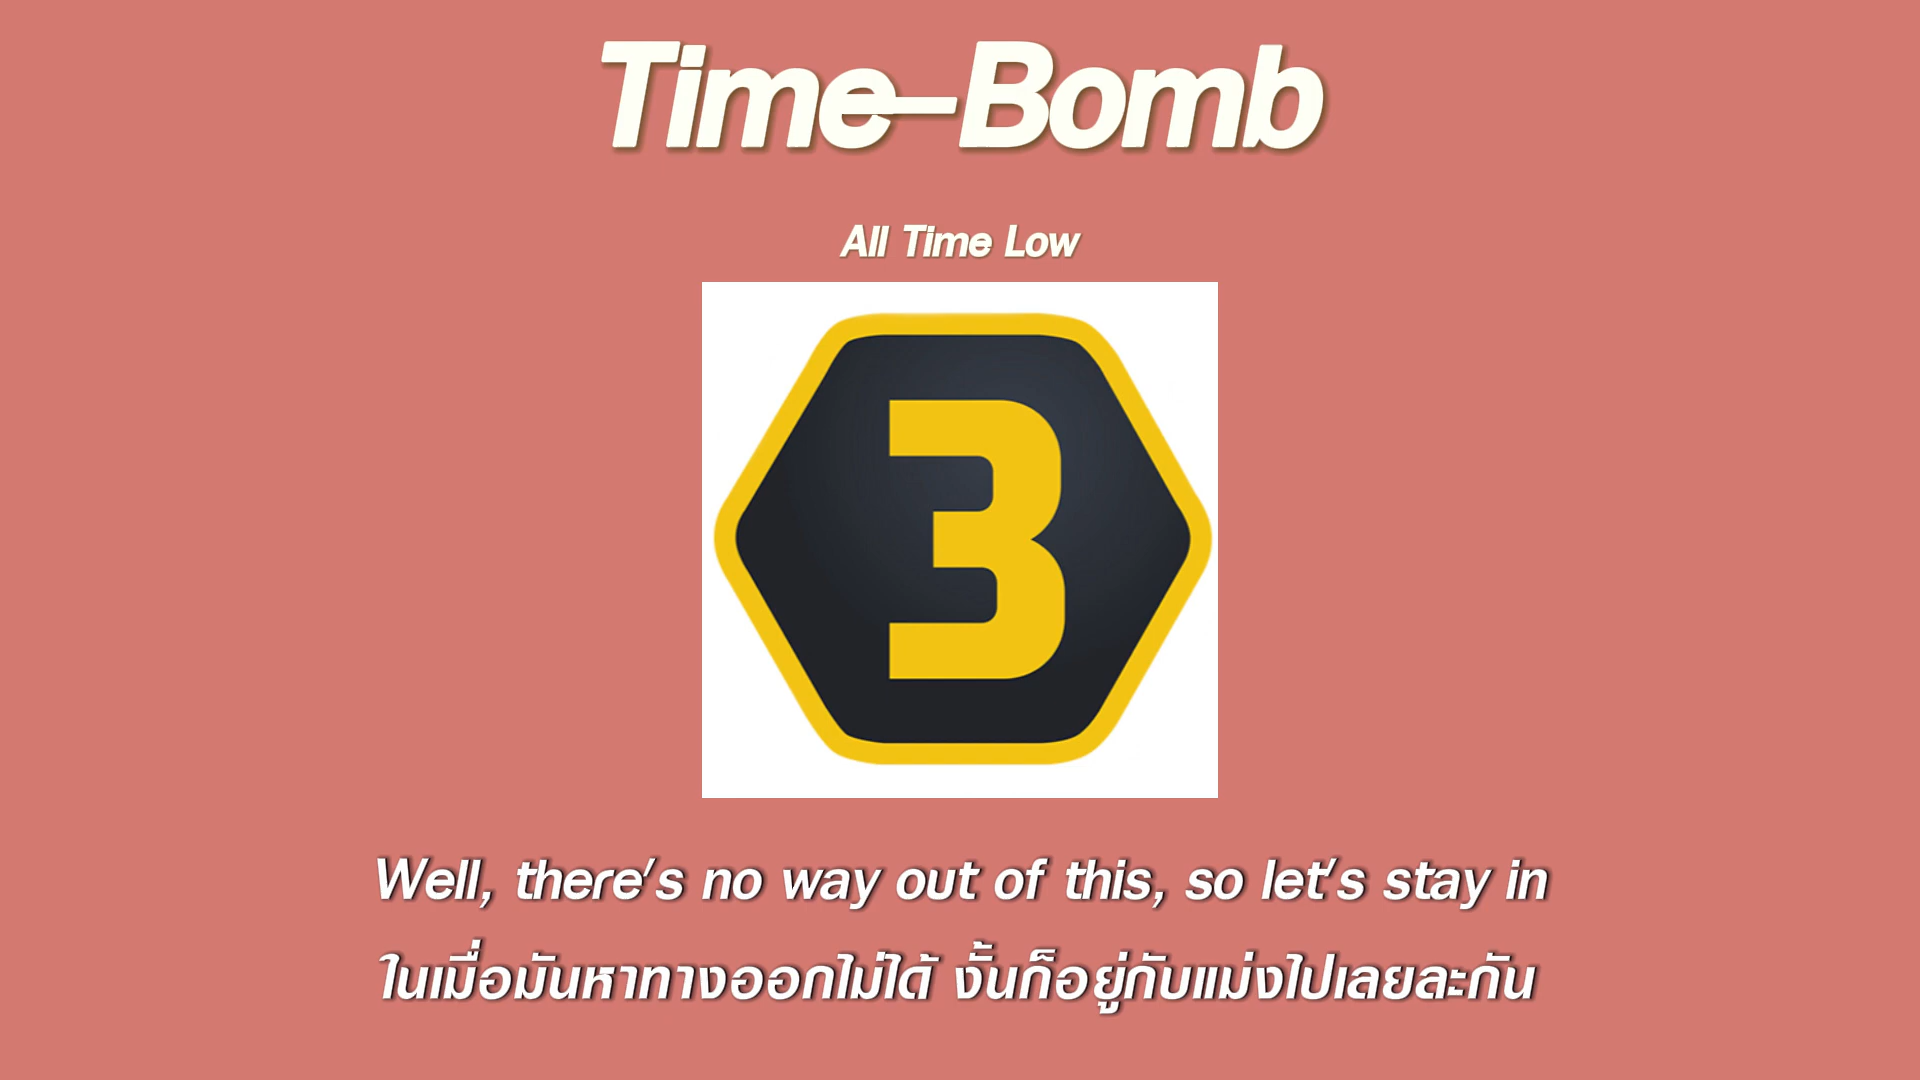 Time-Bomb
All Time Low
3
Well, there's no way out of this, so let's stay in
ในเมื่อมันหาทางออกไม่ได้ งั้นก็อยู่กับแม่งไปเลยละกัน